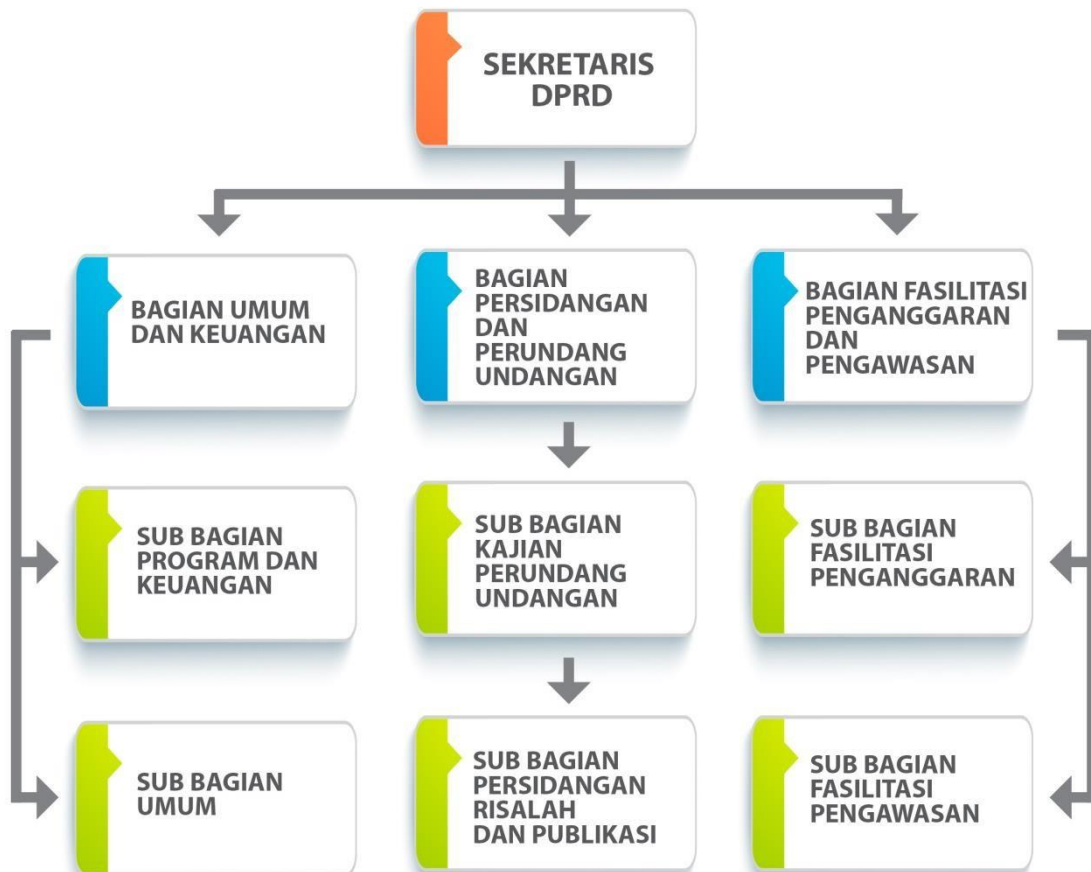 SEKRETARIS
DPRD
BAGIAN UMUM
DAN KEUANGAN
BAGIAN
PERSIDANGAN
DAN
PERUNDANG
UNDANGAN
BAGIAN FASILITASI
PENGANGGARAN
DAN
PENGAWASAN
SUB BAGIAN
PROGRAM DAN
KEUANGAN
SUB BAGIAN
KAJIAN
PERUNDANG
UNDANGAN
SUB BAGIAN
FASILITASI
PENGANGGARAN
SUB BAGIAN
UMUM
SUB BAGIAN
PERSIDANGAN
RISALAH
DAN PUBLIKASI
SUB BAGIAN
FASILITASI
PENGAWASAN